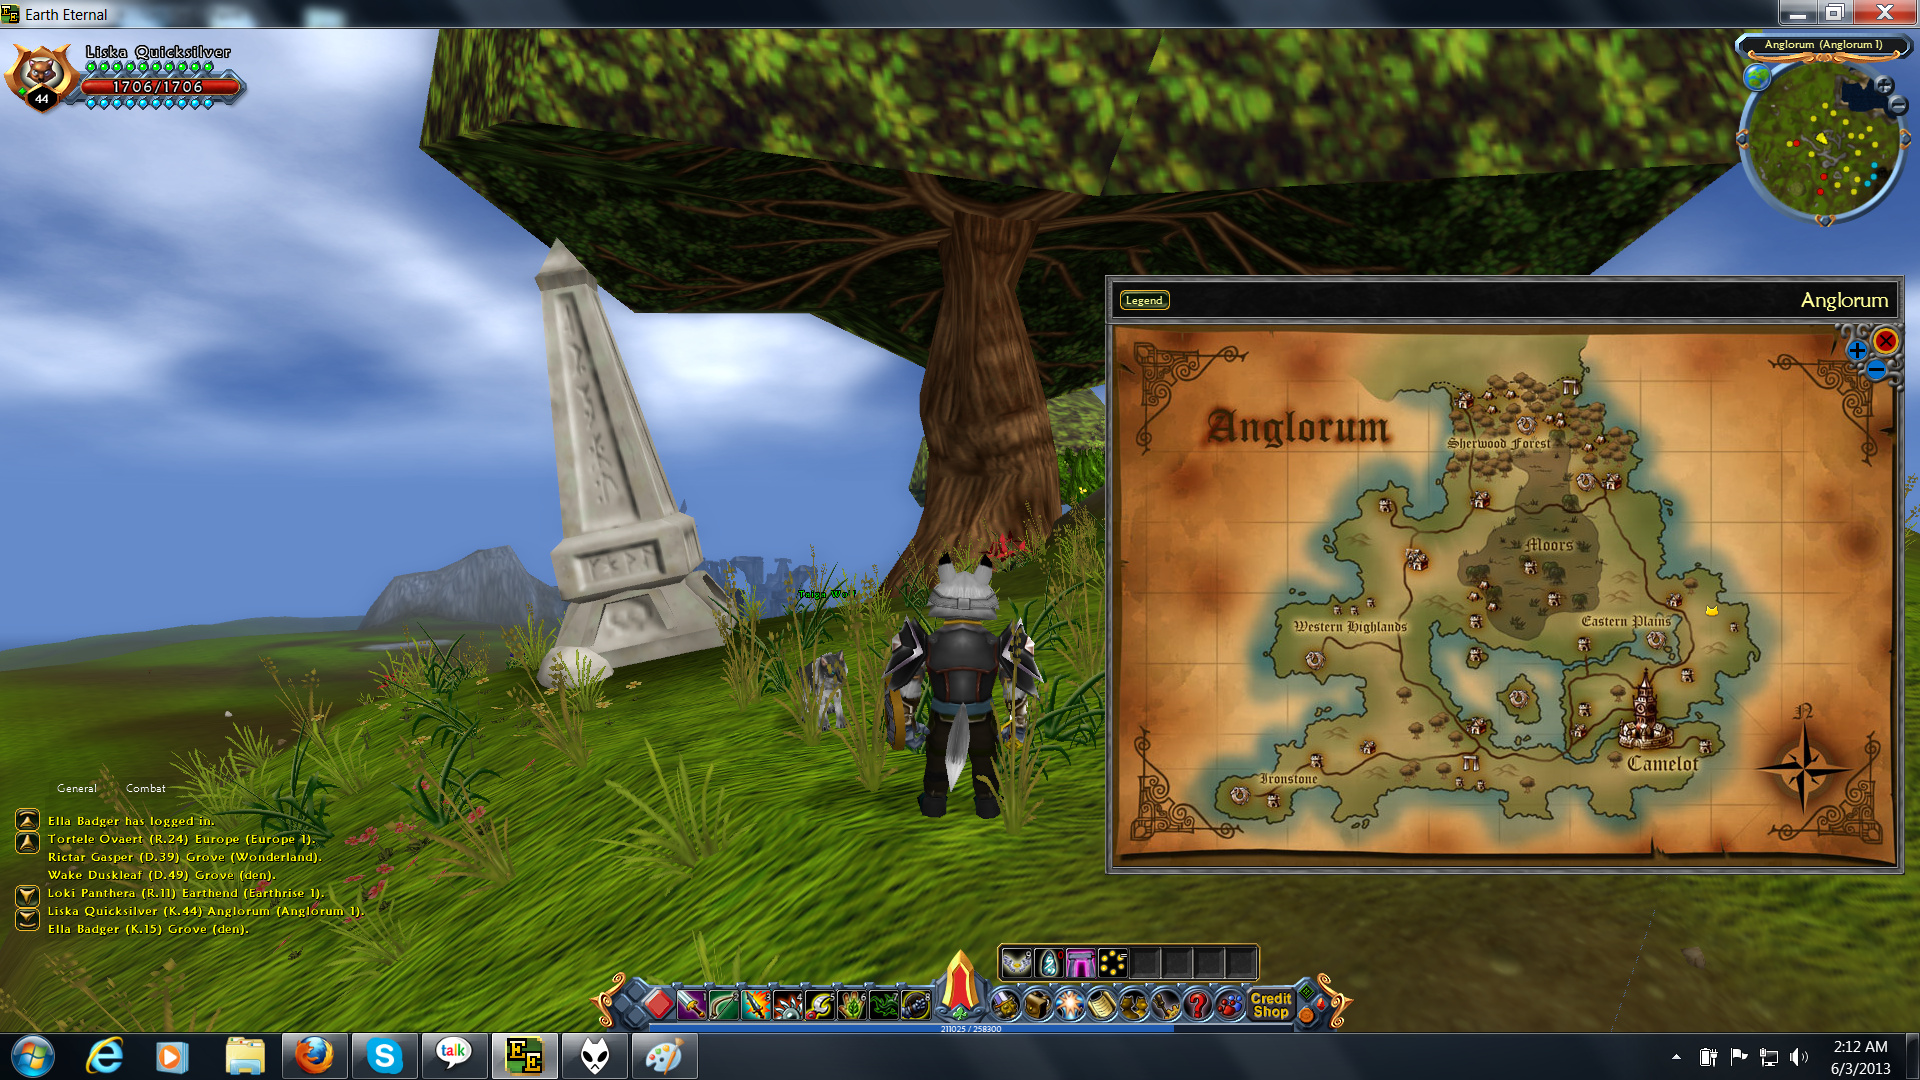 Earth Eternal
Liska Quicksilver
1706/1706
44
Anglorum (Anglorum 1)
Legend
Anglorum
Anglorum
Sherwood Forest
Moors
Eastern Plains
Western Highlands
Ironstone
Camelot
N
General Combat
Ella Badger has logged in.
Tortele Ovaert (R.24) Europe (Europe 1).
Rictar Gasper (D.39) Grove (Wonderland).
Wake Duskleaf (D.49) Grove (den).
Loki Panthera (R.11) Earthend (Earthrise 1).
Liska Quicksilver (K.44) Anglorum (Anglorum 1).
Ella Badger (K.15) Grove (den).
Credit
Shop
211025 / 258300
talk
EE
2:12 AM
6/3/2013